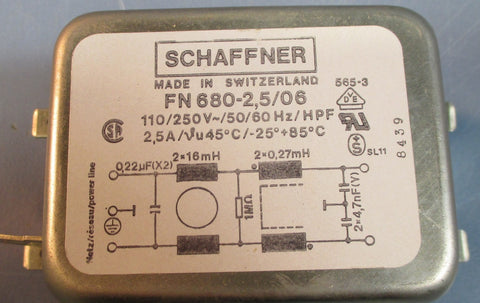 SCHAFFNER
MADE IN SWITZERLAND
565-3
FN 680-2,5/06
VDE
110/250V~/50/60 Hz/HPF
2,5A/ϑu45°C/-25°+85°C
SL11
8439
2×16mH
2×0,27mH
0,22μF(X2)
1MΩ
2×4,7nF(Y)
Netz/réseau/power line